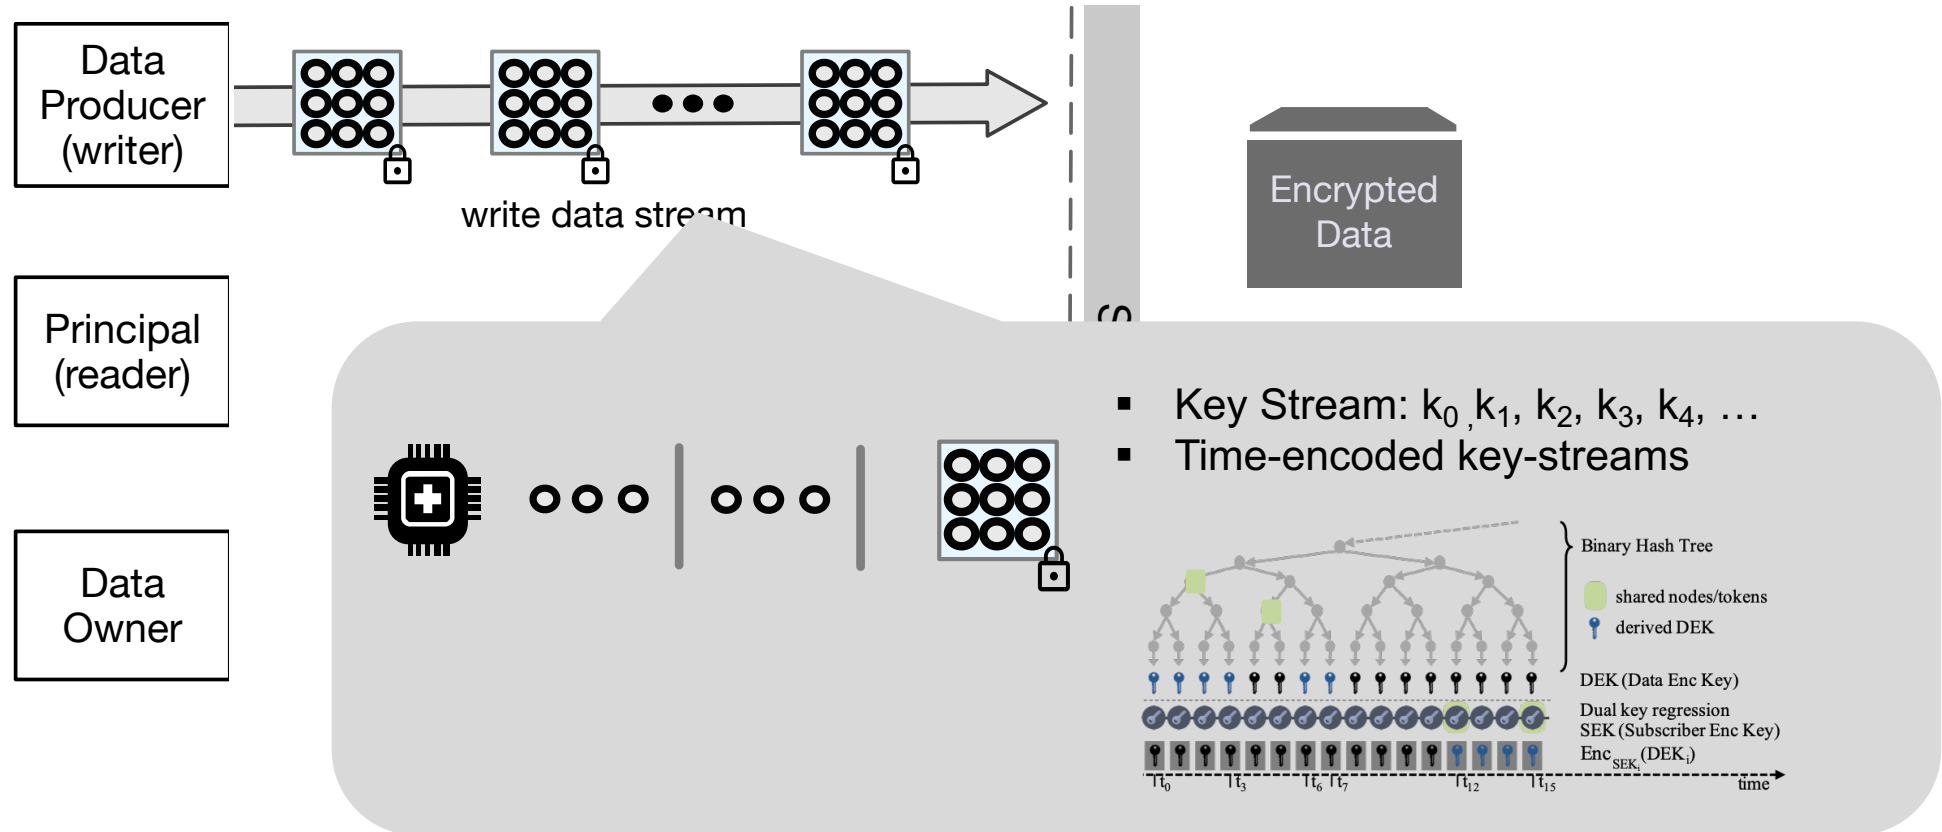 Data
Producer
(writer)
write data stream
Encrypted
Data
Principal
(reader)
S
Data
Owner
▪ Key Stream: k₀ ,k₁, k₂, k₃, k₄, …
▪ Time-encoded key-streams
Binary Hash Tree
shared nodes/tokens
derived DEK
DEK (Data Enc Key)
Dual key regression
SEK (Subscriber Enc Key)
Enc_SEKᵢ(DEKᵢ)
t₀ t₃ t₆ t₇ t₁₂ t₁₅ time